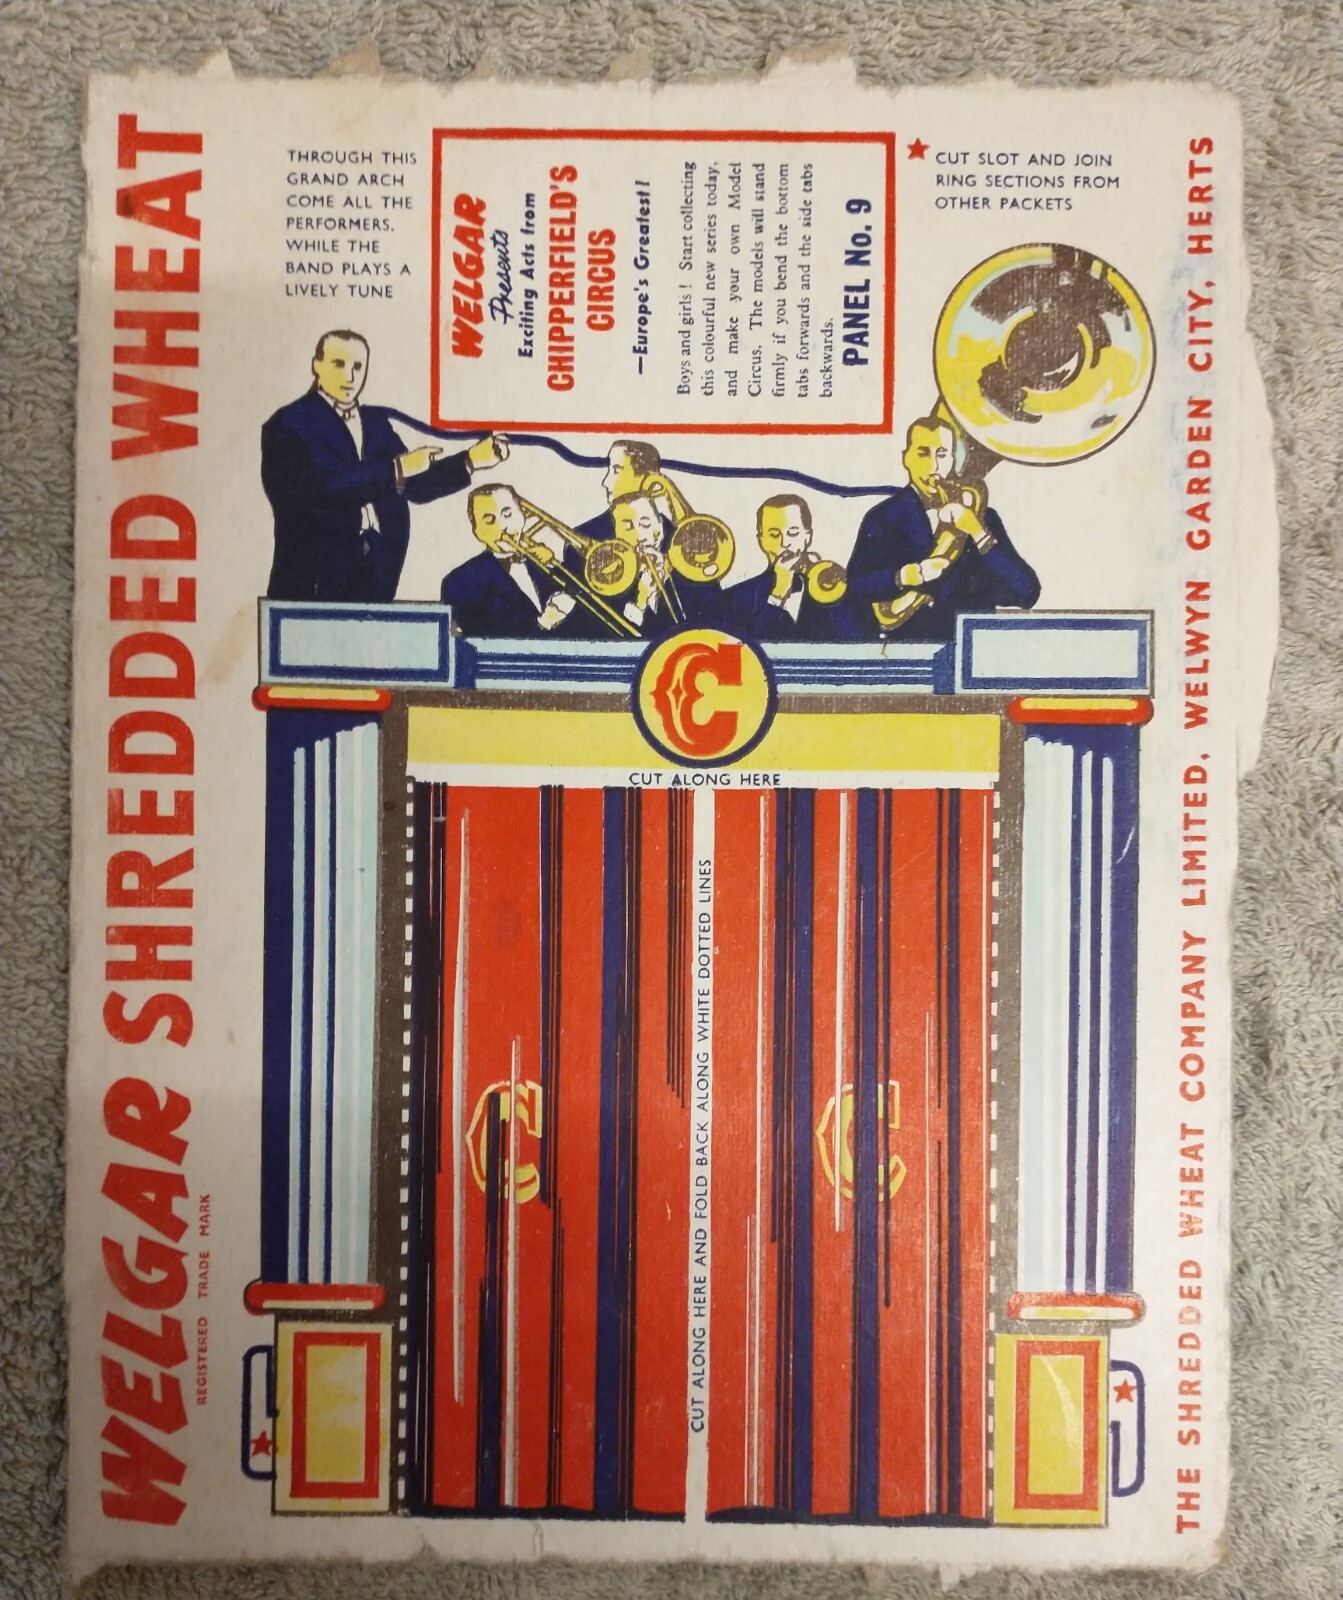 WELGAR SHREDDED WHEAT
REGISTERED TRADE MARK
THROUGH THIS
GRAND ARCH
COME ALL THE
PERFORMERS,
WHILE THE
BAND PLAYS A
LIVELY TUNE
WELGAR
Presents
Exciting Acts from
CHIPPERFIELD'S
CIRCUS
—Europe's Greatest!
Boys and girls! Start collecting
this colourful new series today,
and make your own Model
Circus. The models will stand
firmly if you bend the bottom
tabs forwards and the side tabs
backwards.
PANEL No. 9
CUT SLOT AND JOIN
RING SECTIONS FROM
OTHER PACKETS
C
CUT ALONG HERE
CUT ALONG HERE AND FOLD BACK ALONG WHITE DOTTED LINES
C
C
THE SHREDDED WHEAT COMPANY LIMITED, WELWYN GARDEN CITY, HERTS